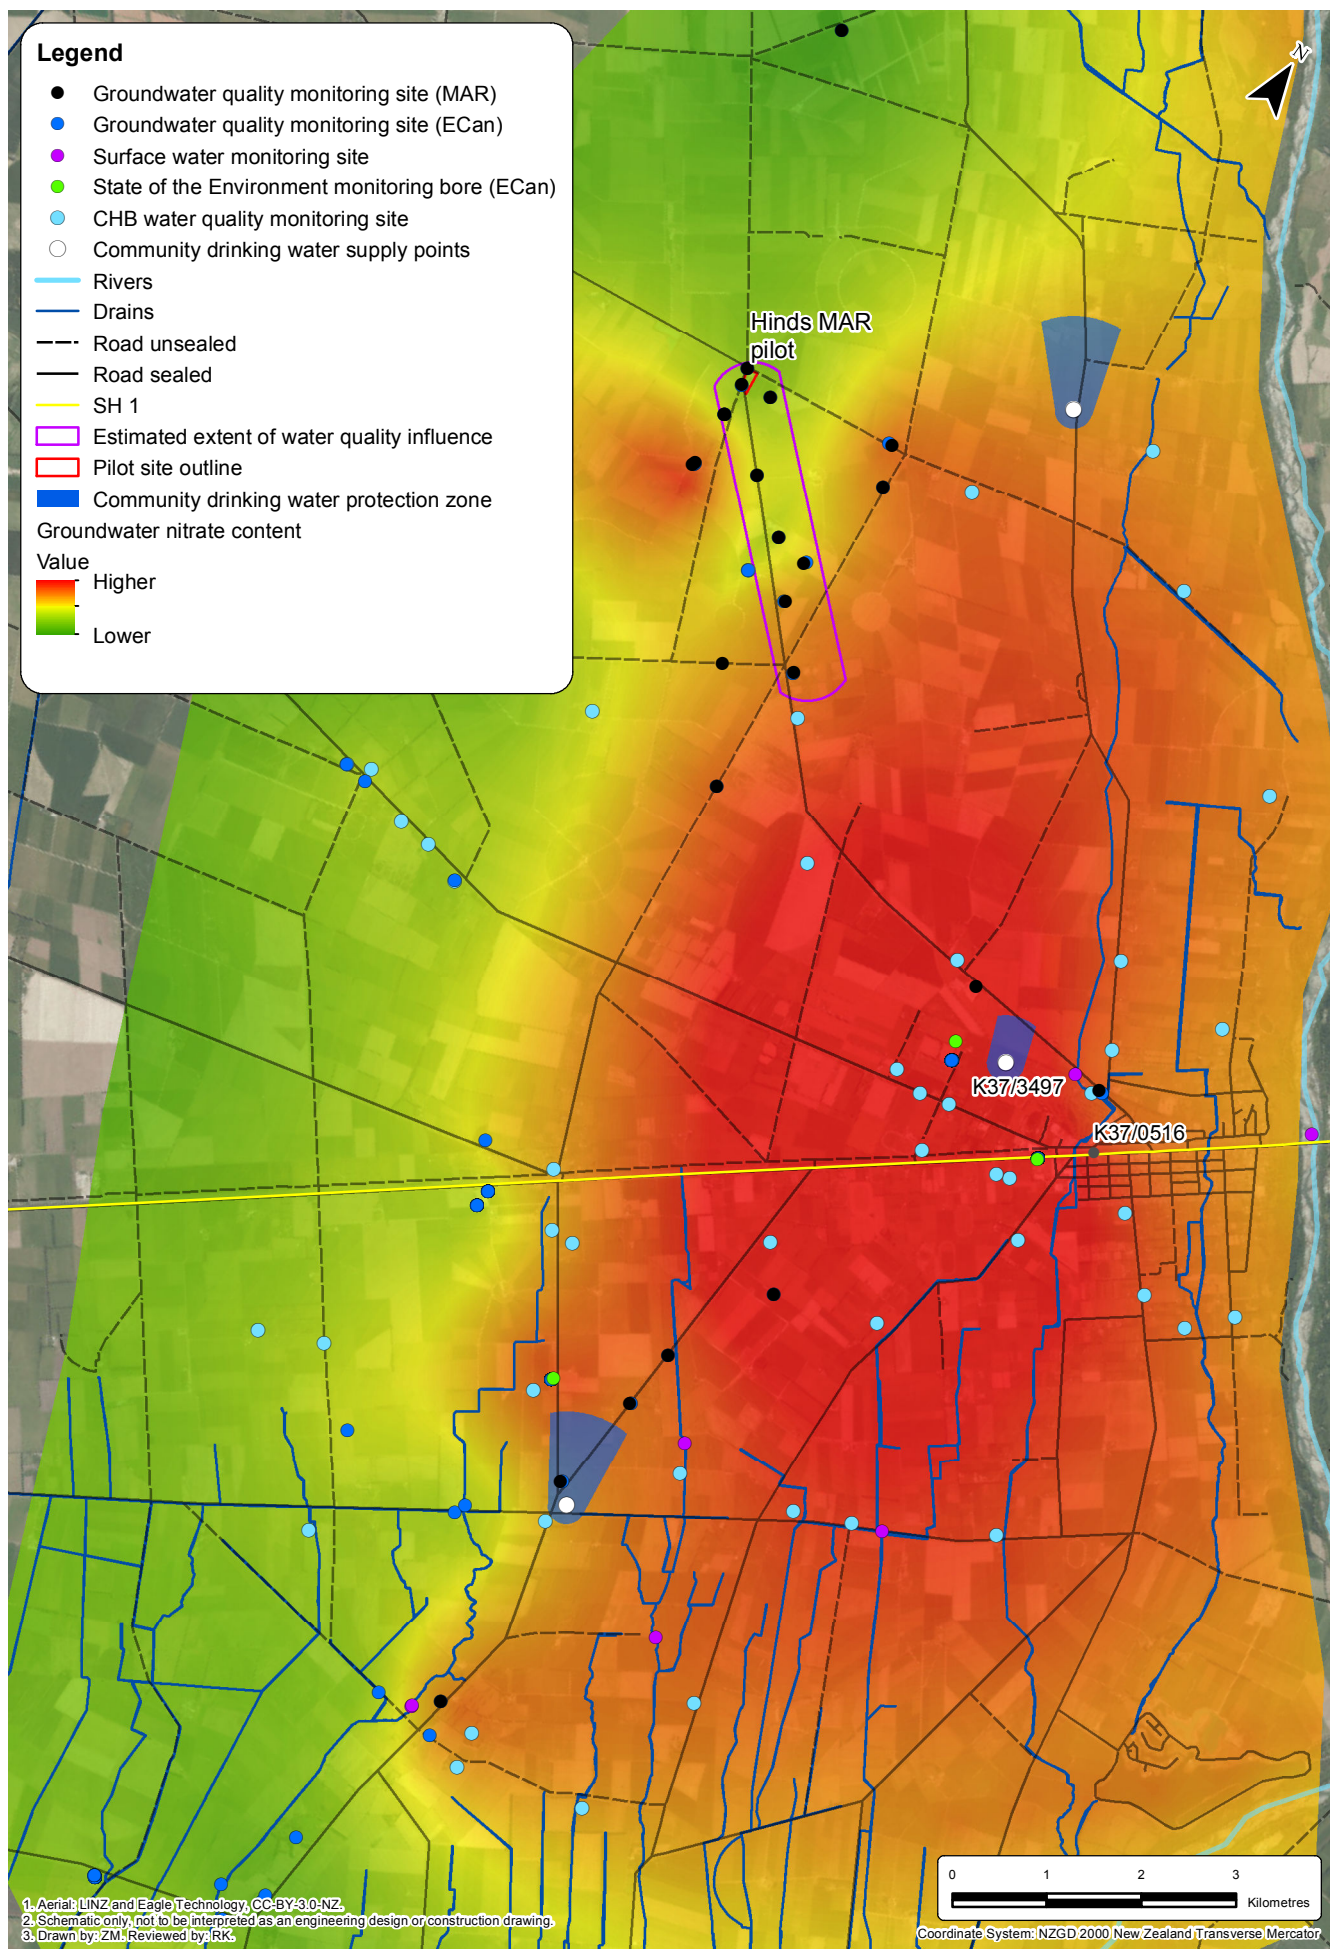 Legend
Groundwater quality monitoring site (MAR)
Groundwater quality monitoring site (ECan)
Surface water monitoring site
State of the Environment monitoring bore (ECan)
CHB water quality monitoring site
Community drinking water supply points
Rivers
Drains
Road unsealed
Road sealed
SH 1
Estimated extent of water quality influence
Pilot site outline
Community drinking water protection zone
Groundwater nitrate content
Value
Higher
Lower
N
Hinds MAR
pilot
K37/3497
K37/0516
0 1 2 3
Kilometres
1. Aerial: LINZ and Eagle Technology, CC-BY-3.0-NZ.
2. Schematic only, not to be interpreted as an engineering design or construction drawing.
3. Drawn by: ZM. Reviewed by: RK.
Coordinate System: NZGD 2000 New Zealand Transverse Mercator